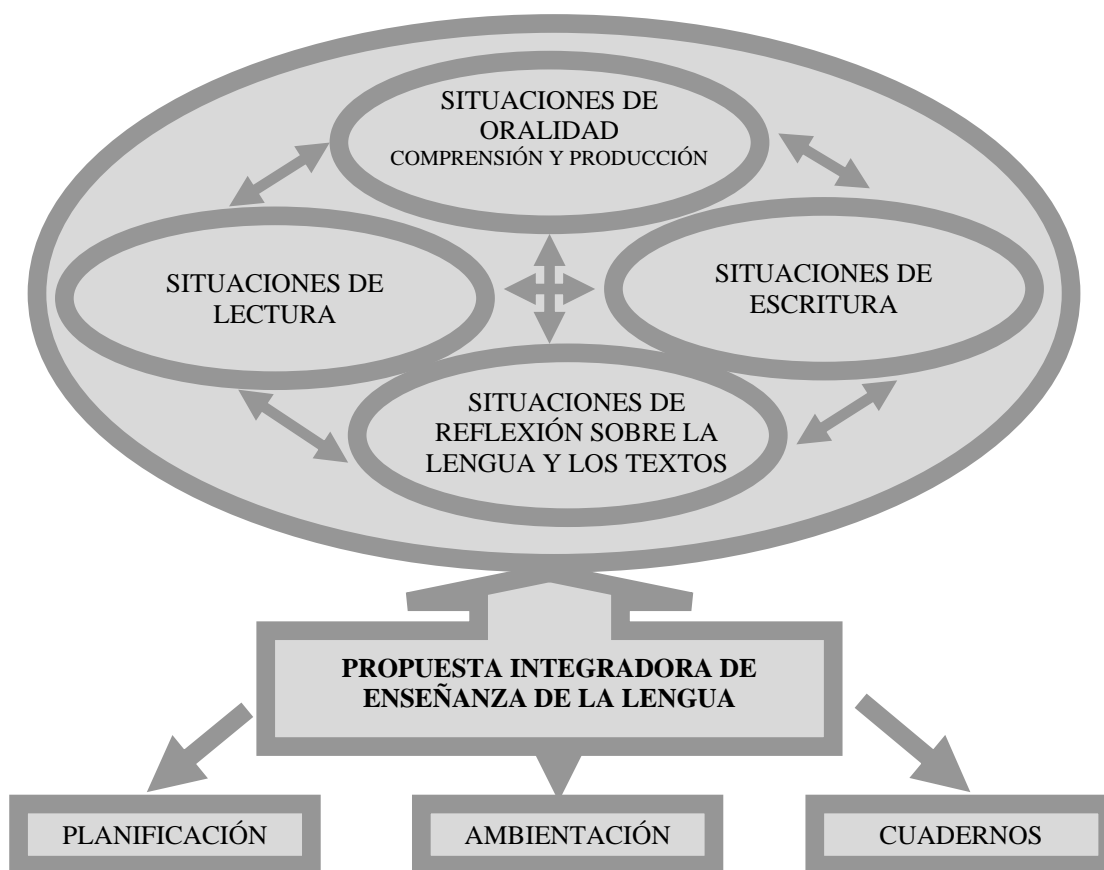 SITUACIONES DE
ORALIDAD
COMPRENSIÓN Y PRODUCCIÓN
SITUACIONES DE
LECTURA
SITUACIONES DE
ESCRITURA
SITUACIONES DE
REFLEXIÓN SOBRE LA
LENGUA Y LOS TEXTOS
PROPUESTA INTEGRADORA DE
ENSEÑANZA DE LA LENGUA
PLANIFICACIÓN
AMBIENTACIÓN
CUADERNOS